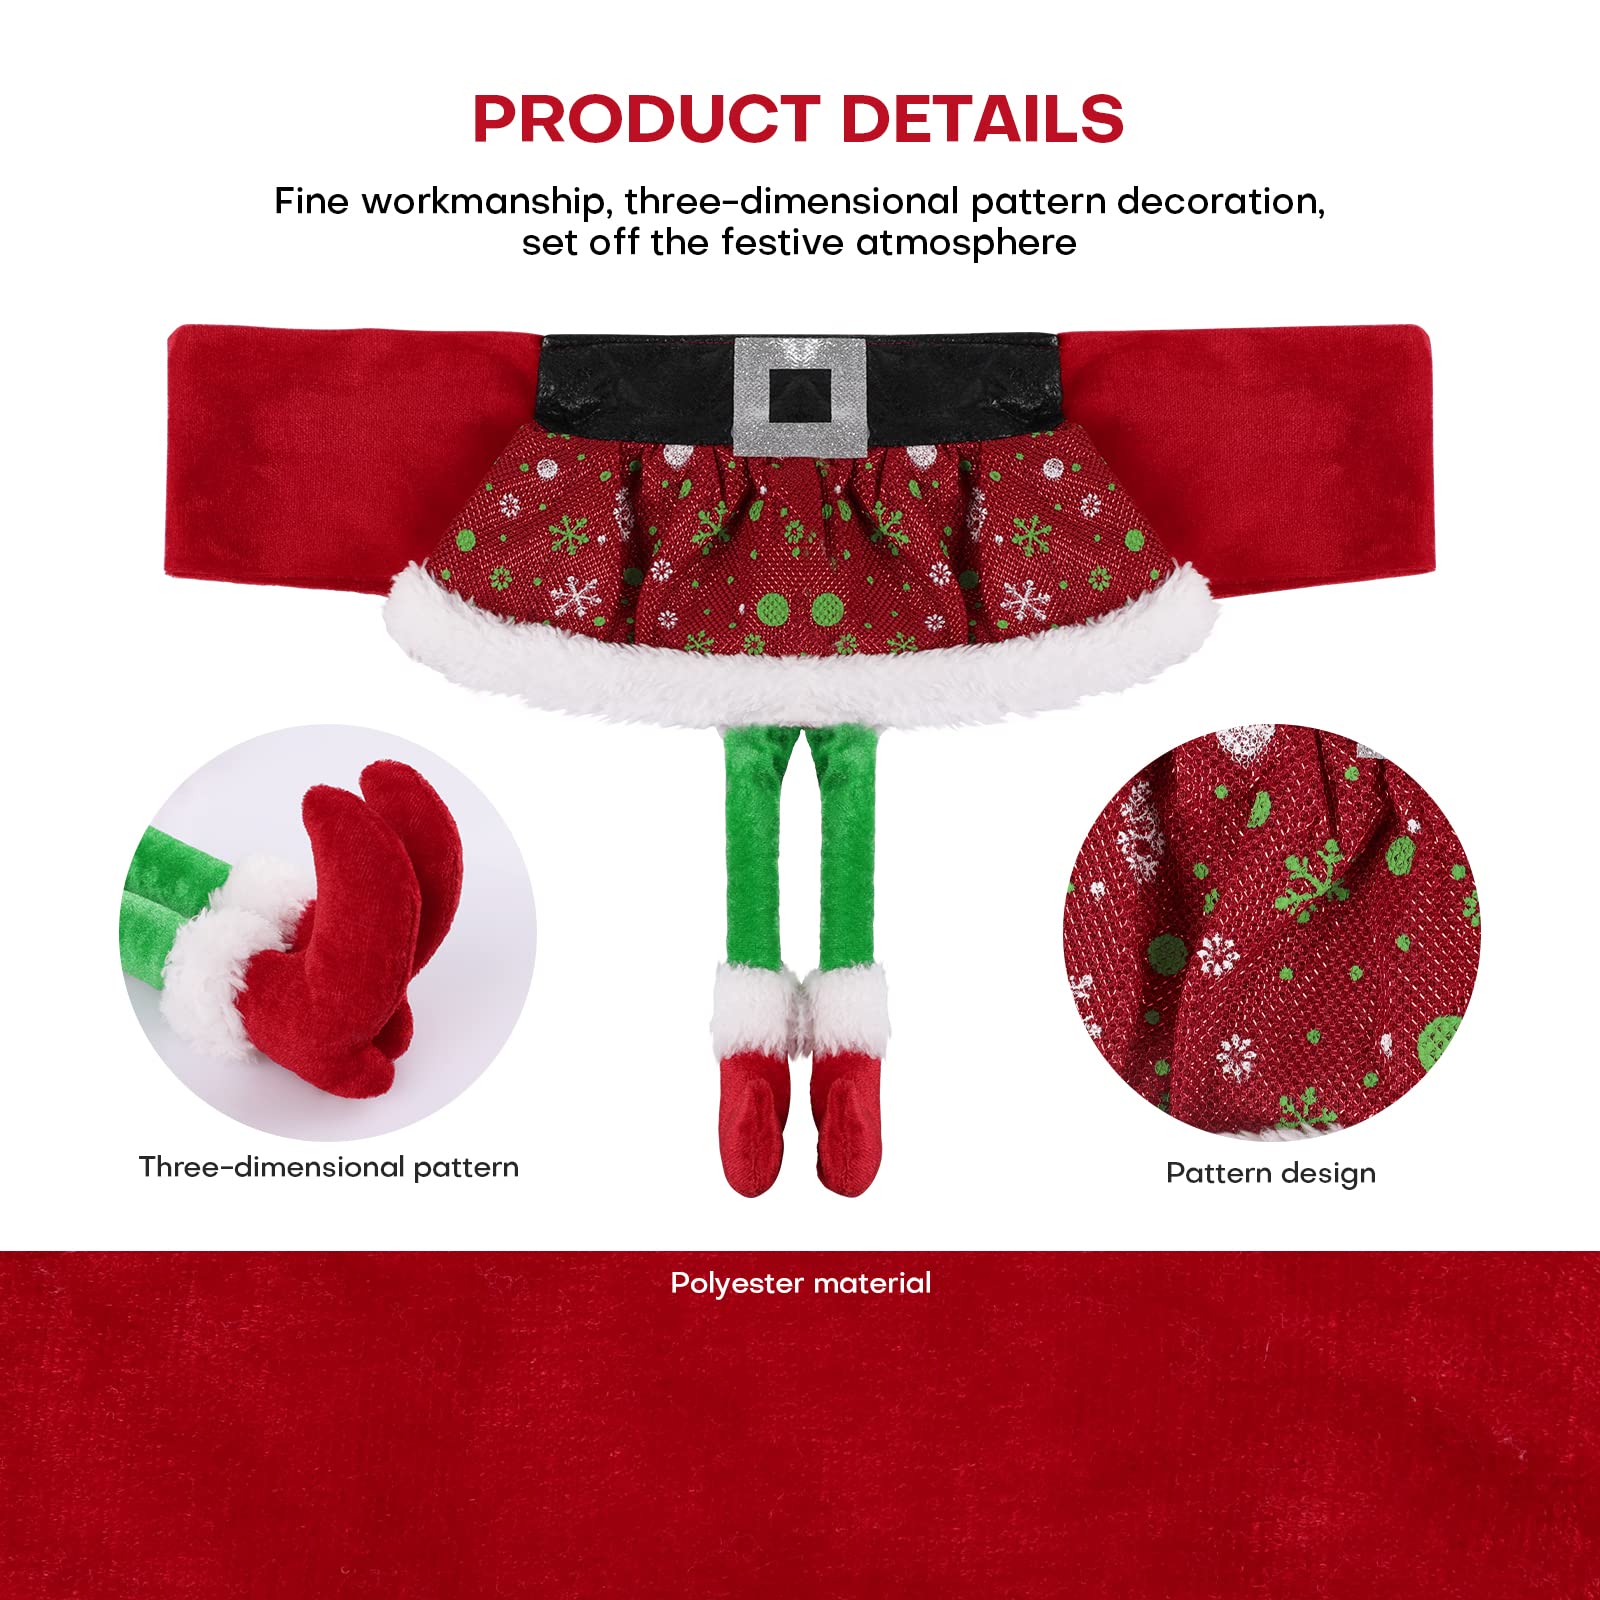 PRODUCT DETAILS
Fine workmanship, three-dimensional pattern decoration,
set off the festive atmosphere
Three-dimensional pattern
Pattern design
Polyester material